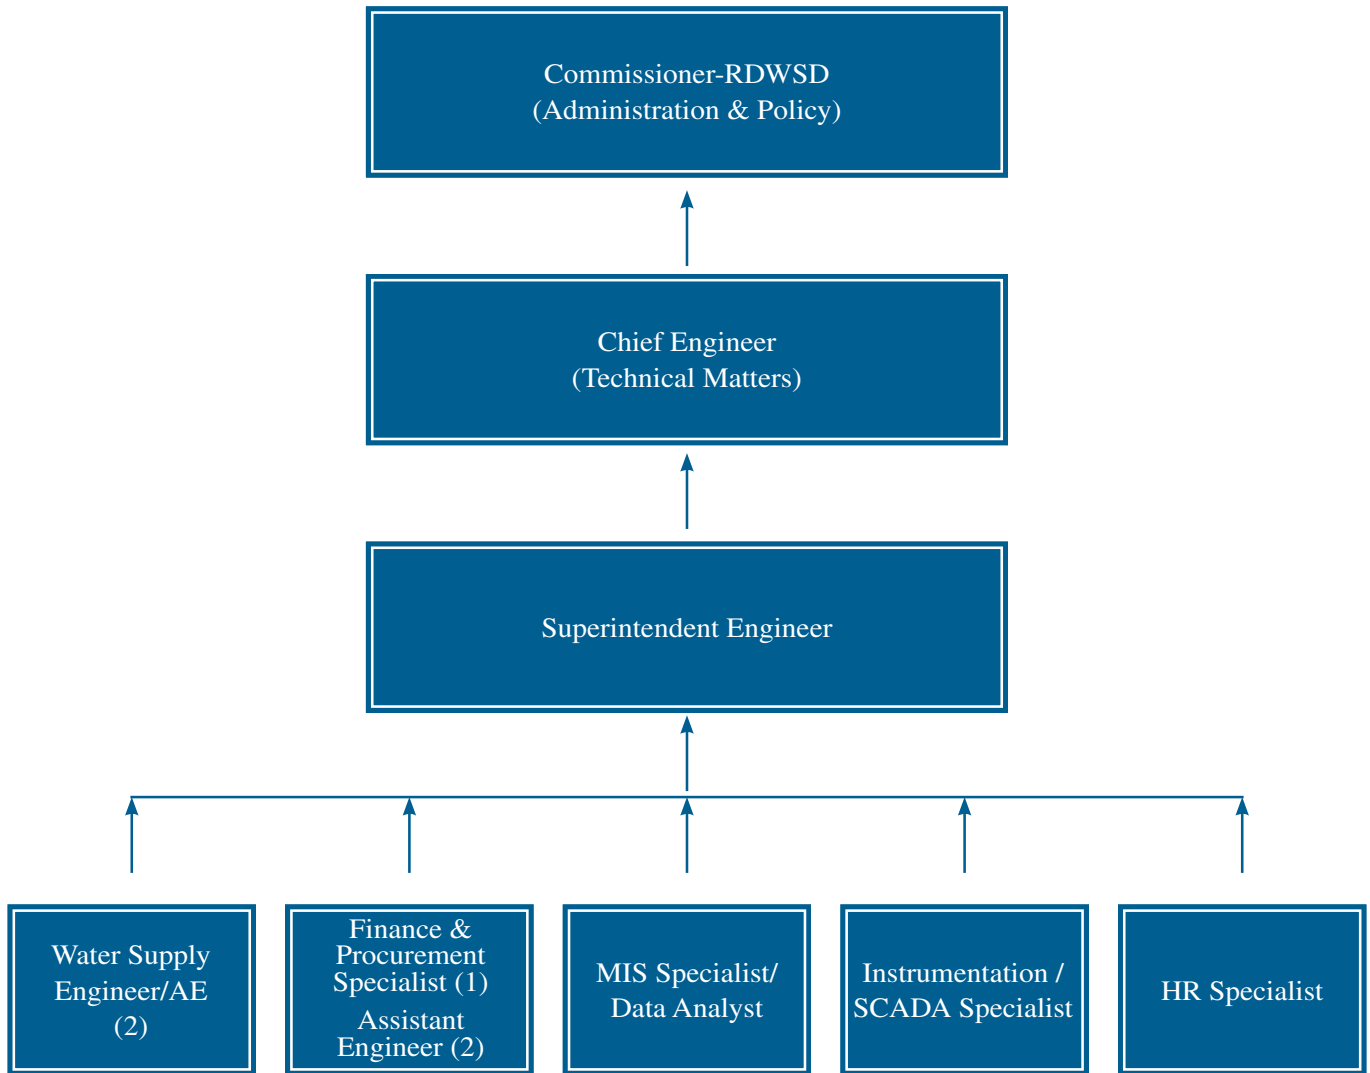 Commissioner-RDWSD
(Administration & Policy)
Chief Engineer
(Technical Matters)
Superintendent Engineer
Water Supply
Engineer/AE
(2)
Finance &
Procurement
Specialist (1)
Assistant
Engineer (2)
MIS Specialist/
Data Analyst
Instrumentation /
SCADA Specialist
HR Specialist